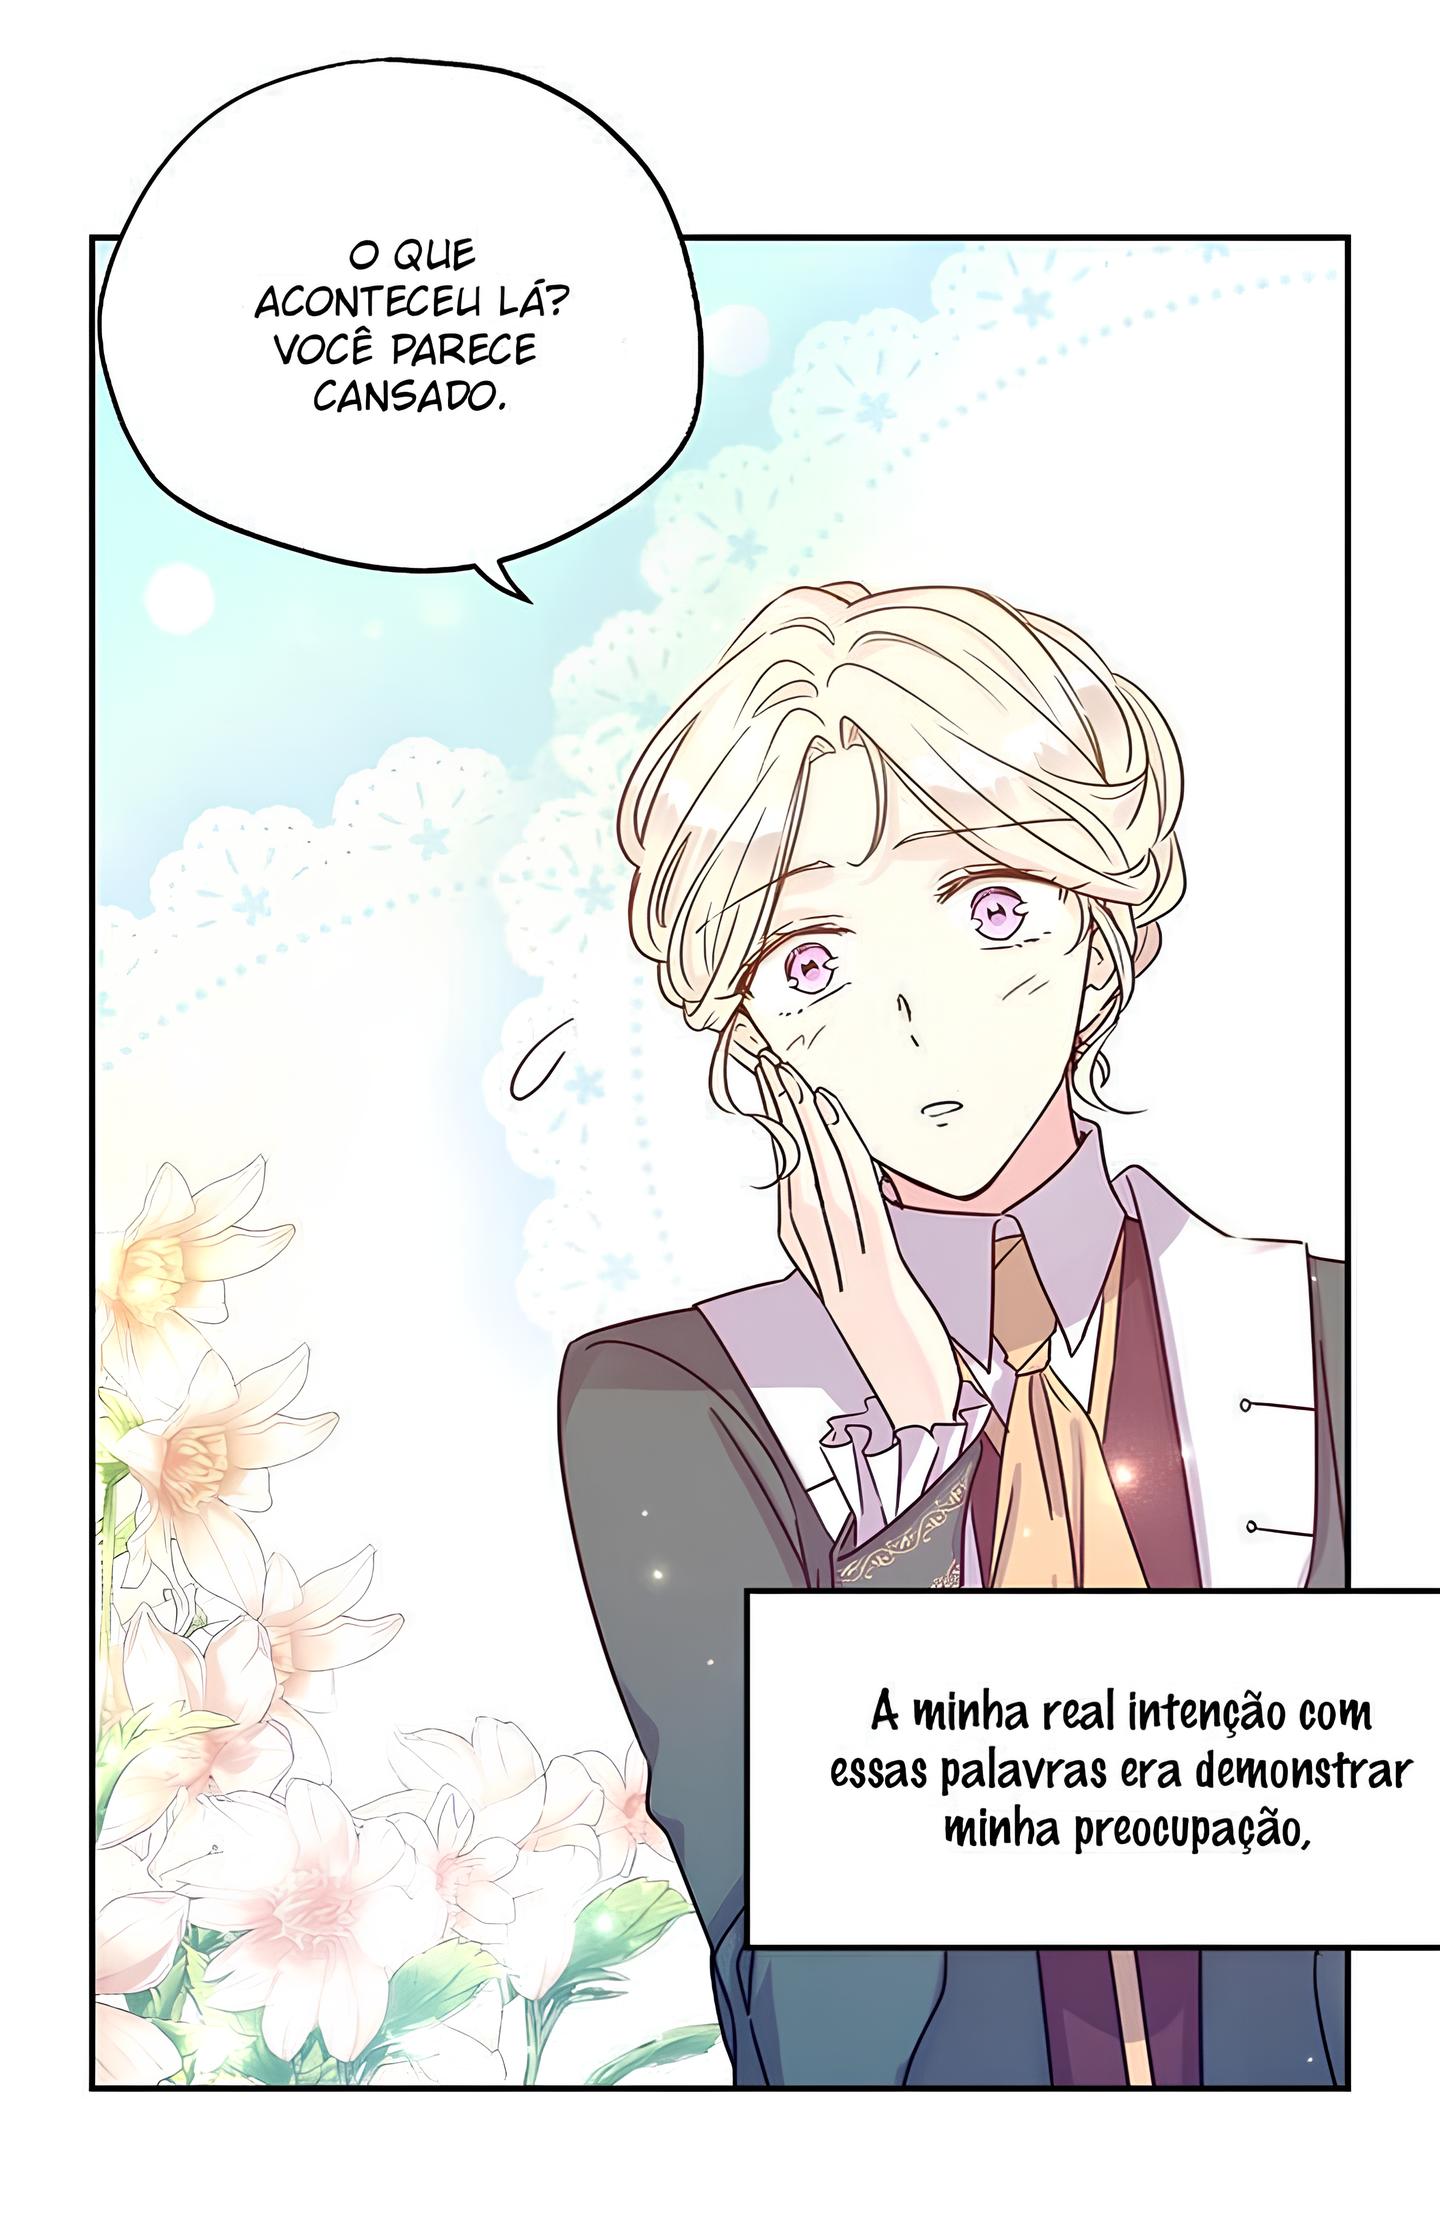 O QUE
ACONTECEU LÁ?
VOCÊ PARECE
CANSADO.
A minha real intenção com
essas palavras era demonstrar
minha preocupação,